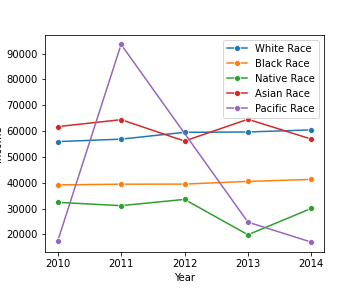 90000
80000
70000
60000
50000
40000
30000
20000
White Race
Black Race
Native Race
Asian Race
Pacific Race
2010 2011 2012 2013 2014
Year